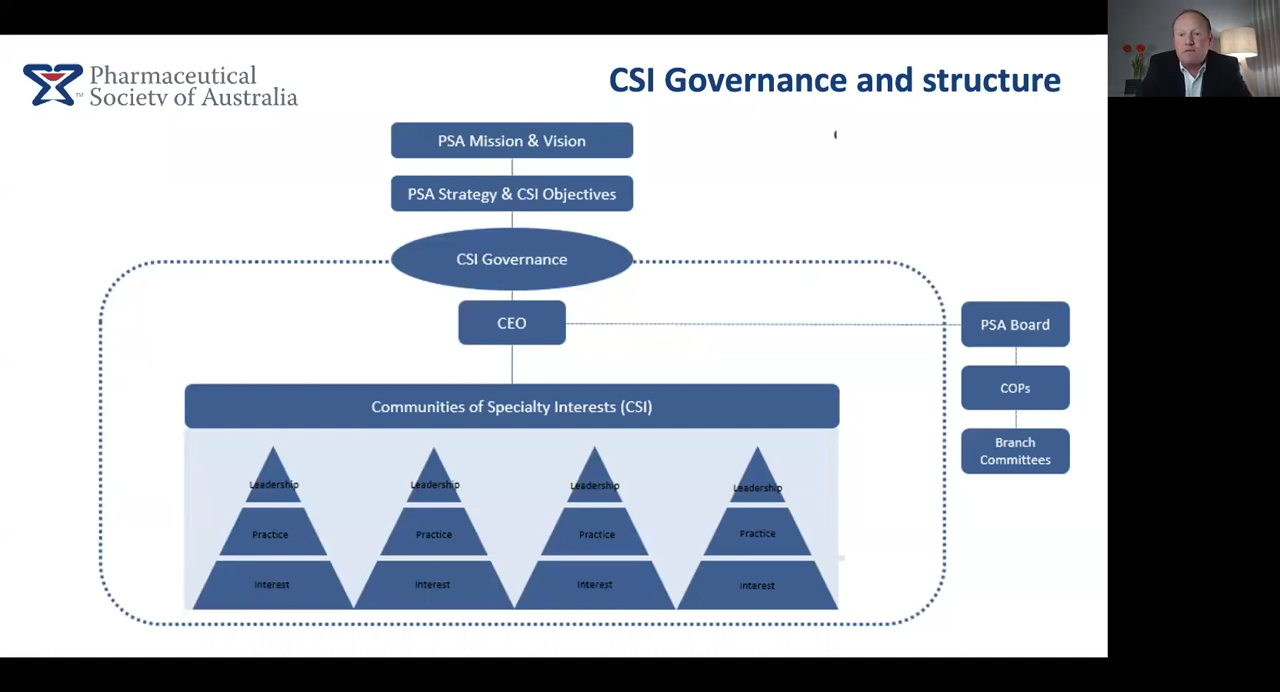 Pharmaceutical
Society of Australia
CSI Governance and structure
PSA Mission & Vision
PSA Strategy & CSI Objectives
CSI Governance
CEO
PSA Board
COPs
Branch
Committees
Communities of Specialty Interests (CSI)
Leadership Leadership Leadership Leadership
Practice Practice Practice Practice
Interest Interest Interest Interest